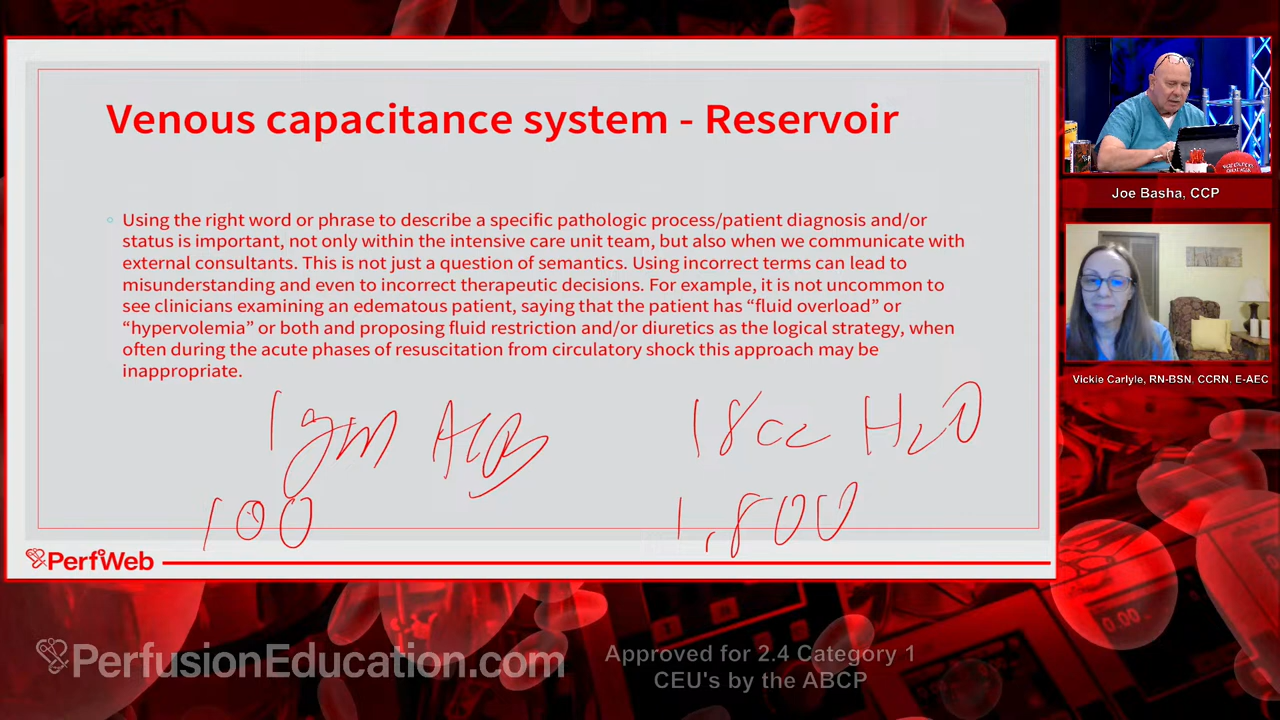 Venous capacitance system - Reservoir
Using the right word or phrase to describe a specific pathologic process/patient diagnosis and/or
status is important, not only within the intensive care unit team, but also when we communicate with
external consultants. This is not just a question of semantics. Using incorrect terms can lead to
misunderstanding and even to incorrect therapeutic decisions. For example, it is not uncommon to
see clinicians examining an edematous patient, saying that the patient has “fluid overload” or
“hypervolemia” or both and proposing fluid restriction and/or diuretics as the logical strategy, when
often during the acute phases of resuscitation from circulatory shock this approach may be
inappropriate.
1 gm 18cc H2O
100 1,800
PerfWeb
Joe Basha, CCP
Vickie Carlyle, RN-BSN, CCRN, E-AEC
PerfusionEducation.com
Approved for 2.4 Category 1
CEU's by the ABCP